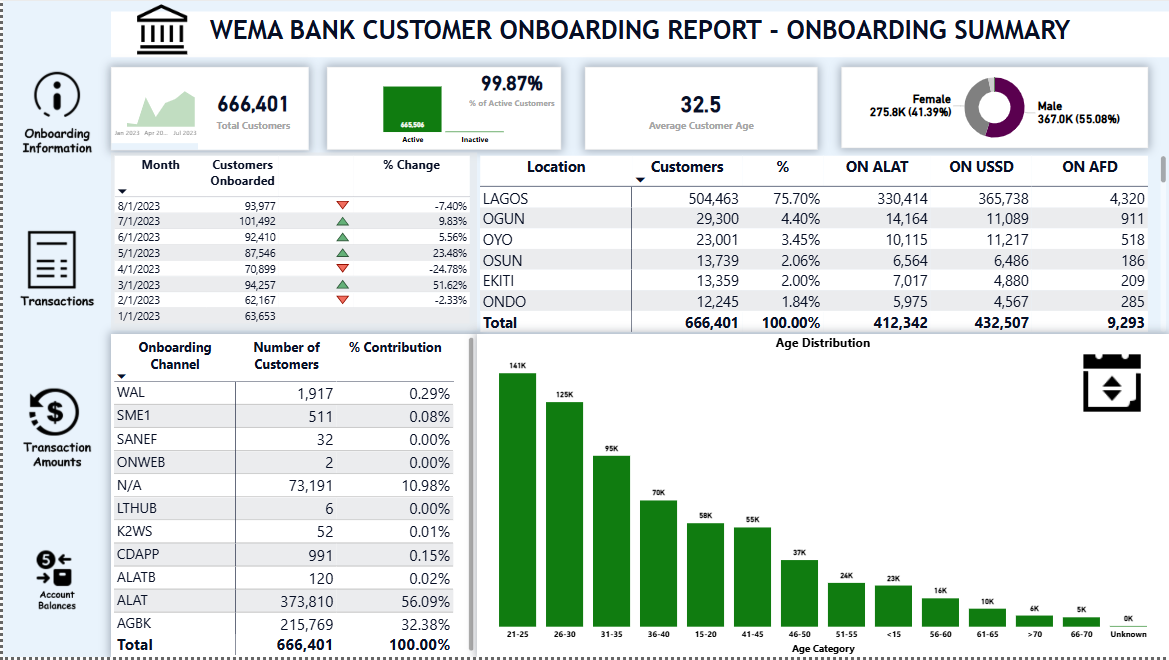 WEMA BANK CUSTOMER ONBOARDING REPORT - ONBOARDING SUMMARY
Onboarding
Information
Transactions
Transaction
Amounts
Account
Balances
Jan 2023 Apr 20... Jul 2023
666,401
Total Customers
665,506
Active
Inactive
99.87%
% of Active Customers
32.5
Average Customer Age
Female
275.8K (41.39%)
Male
367.0K (55.08%)
Month Customers Onboarded % Change
8/1/2023 93,977 -7.40%
7/1/2023 101,492 9.83%
6/1/2023 92,410 5.56%
5/1/2023 87,546 23.48%
4/1/2023 70,899 -24.78%
3/1/2023 94,257 51.62%
2/1/2023 62,167 -2.33%
1/1/2023 63,653
Location Customers % ON ALAT ON USSD ON AFD
LAGOS 504,463 75.70% 330,414 365,738 4,320
OGUN 29,300 4.40% 14,164 11,089 911
OYO 23,001 3.45% 10,115 11,217 518
OSUN 13,739 2.06% 6,564 6,486 186
EKITI 13,359 2.00% 7,017 4,880 209
ONDO 12,245 1.84% 5,975 4,567 285
Total 666,401 100.00% 412,342 432,507 9,293
Onboarding Channel Number of Customers % Contribution
WAL 1,917 0.29%
SME1 511 0.08%
SANEF 32 0.00%
ONWEB 2 0.00%
N/A 73,191 10.98%
LTHUB 6 0.00%
K2WS 52 0.01%
CDAPP 991 0.15%
ALATB 120 0.02%
ALAT 373,810 56.09%
AGBK 215,769 32.38%
Total 666,401 100.00%
Age Distribution
141K
125K
95K
70K
58K
55K
37K
24K
23K
16K
10K
6K
5K
0K
21-25 26-30 31-35 36-40 15-20 41-45 46-50 51-55 <15 56-60 61-65 >70 66-70 Unknown
Age Category